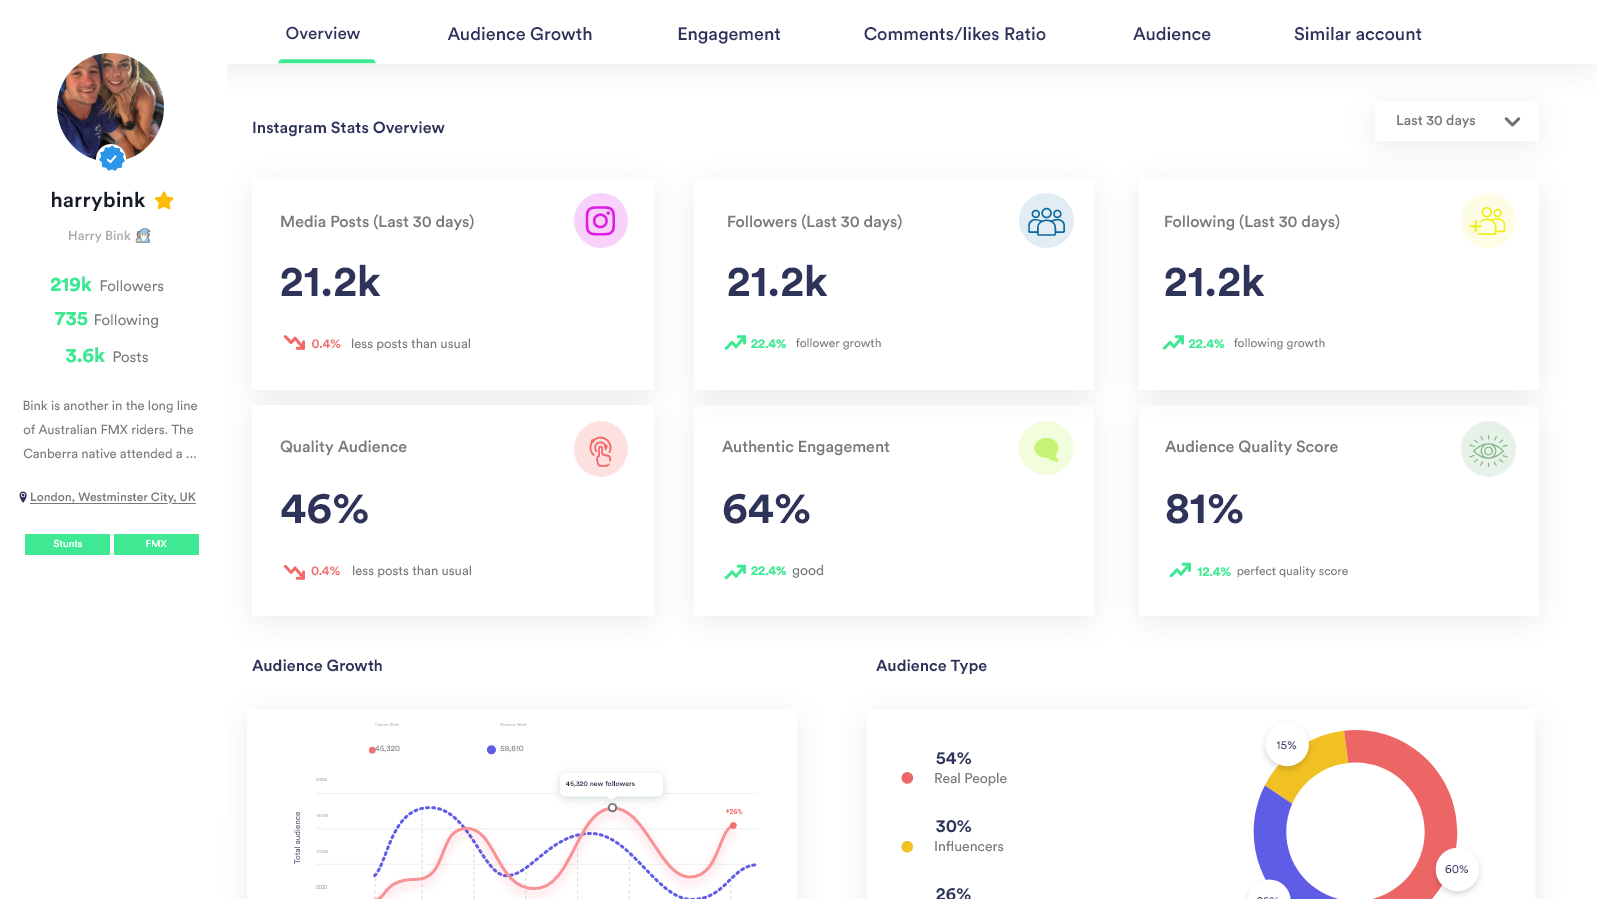 Overview
Audience Growth
Engagement
Comments/likes Ratio
Audience
Similar account
harrybink
Harry Bink
219k Followers
735 Following
3.6k Posts
Bink is another in the long line
of Australian FMX riders. The
Canberra native attended a ...
London, Westminster City, UK
Stunts
FMX
Instagram Stats Overview
Last 30 days
Media Posts (Last 30 days)
21.2k
0.4% less posts than usual
Followers (Last 30 days)
21.2k
22.4% follower growth
Following (Last 30 days)
21.2k
22.4% following growth
Quality Audience
46%
0.4% less posts than usual
Authentic Engagement
64%
22.4% good
Audience Quality Score
81%
12.4% perfect quality score
Audience Growth
45,320
58,610
45,320 new followers
+26%
Total audience
Audience Type
54%
Real People
30%
Influencers
26%
15%
60%